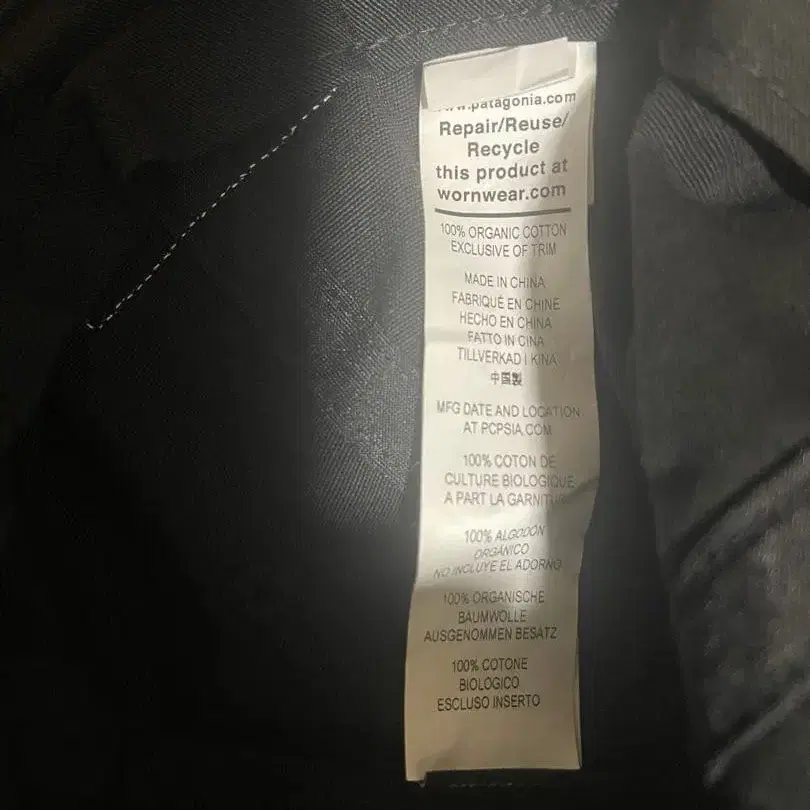 .patagonia.com
Repair/Reuse/
Recycle
this product at
wornwear.com
100% ORGANIC COTTON
EXCLUSIVE OF TRIM
MADE IN CHINA
FABRIQUÉ EN CHINE
HECHO EN CHINA
FATTO IN CINA
TILLVERKAD I KINA
中国製
MFG DATE AND LOCATION
AT PCPSIA.COM
100% COTON DE
CULTURE BIOLOGIQUE
A PART LA GARNIT
100% ALGODÓN
ORGÁNICO
NO INCLUYE EL ADORNO
100% ORGANISCHE
BAUMWOLLE
AUSGENOMMEN BESATZ
100% COTONE
BIOLOGICO
ESCLUSO INSERTO